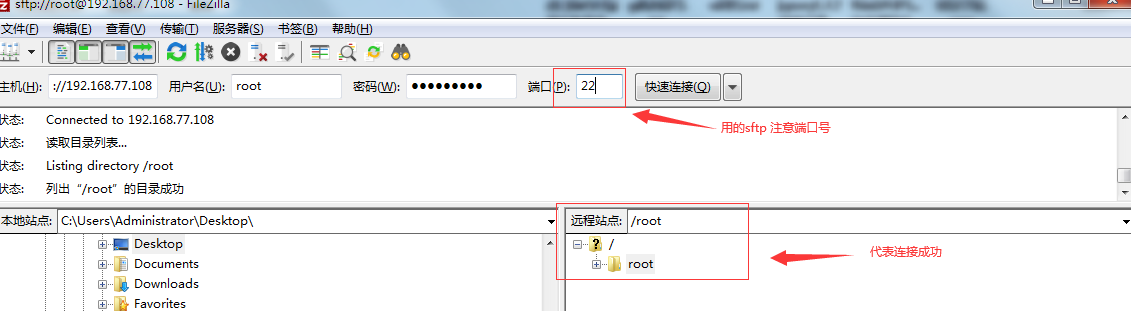 sftp://root@192.168.77.108 - FileZilla
文件(F) 编辑(E) 查看(V) 传输(T) 服务器(S) 书签(B) 帮助(H)
主机(H): ://192.168.77.108 用户名(U): root 密码(W): ●●●●●●●●● 端口(P): 22 快速连接(Q)
用的sftp 注意端口号
状态: Connected to 192.168.77.108
状态: 读取目录列表...
状态: Listing directory /root
状态: 列出“/root”的目录成功
本地站点: C:\Users\Administrator\Desktop\ 远程站点: /root
Desktop
Documents
Downloads
Favorites
/
root
代表连接成功